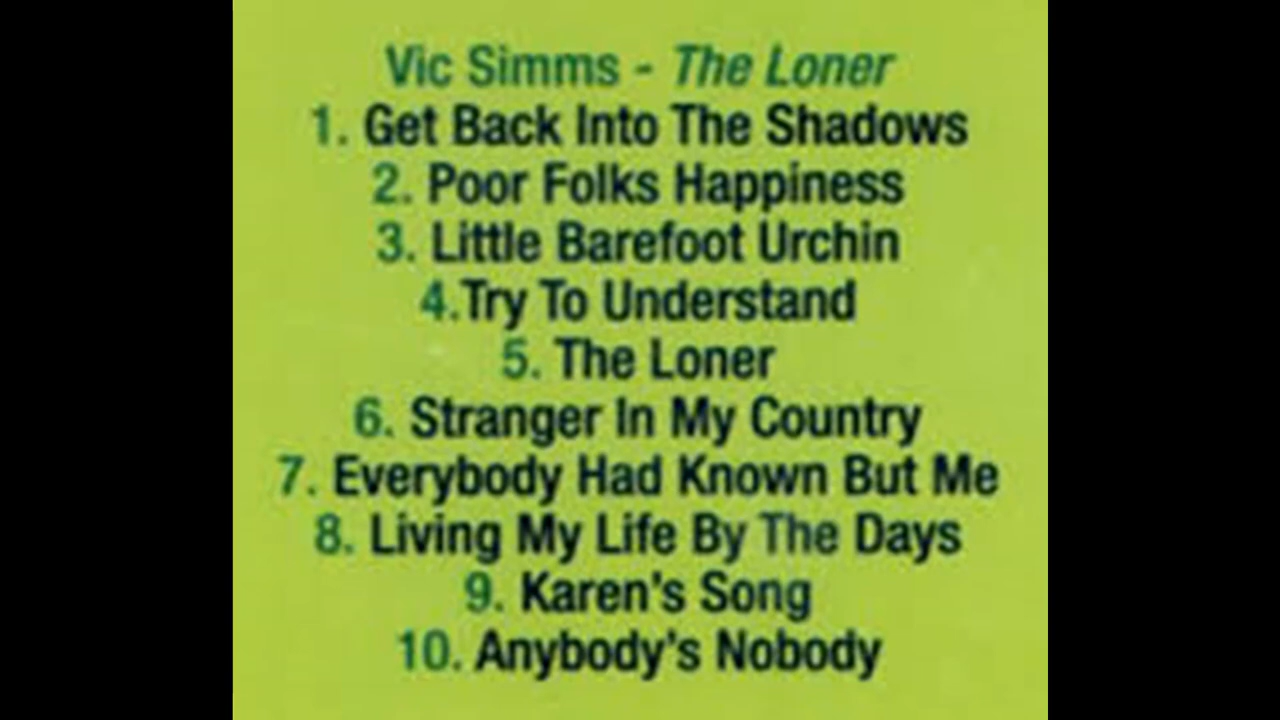 Vic Simms - The Loner
1. Get Back Into The Shadows
2. Poor Folks Happiness
3. Little Barefoot Urchin
4.Try To Understand
5. The Loner
6. Stranger In My Country
7. Everybody Had Known But Me
8. Living My Life By The Days
9. Karen's Song
10. Anybody's Nobody